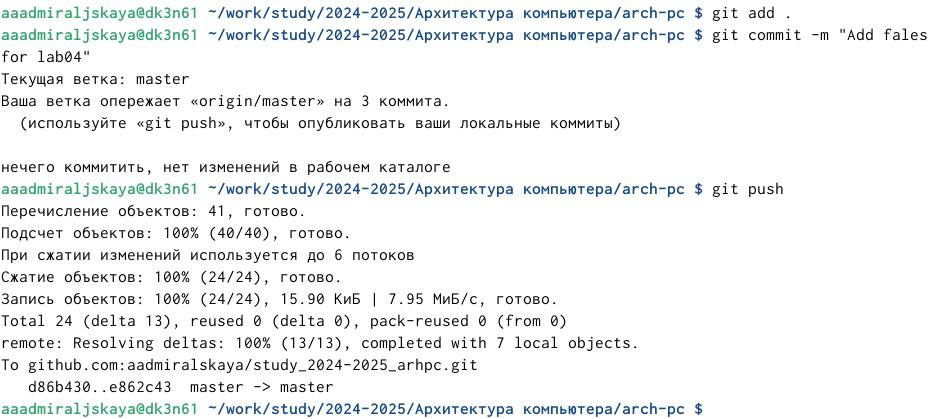 aaadmiraljskaya@dk3n61 ~/work/study/2024-2025/Архитектура компьютера/arch-pc $ git add .
aaadmiraljskaya@dk3n61 ~/work/study/2024-2025/Архитектура компьютера/arch-pc $ git commit -m "Add fales
for lab04"
Текущая ветка: master
Ваша ветка опережает «origin/master» на 3 коммита.
  (используйте «git push», чтобы опубликовать ваши локальные коммиты)

нечего коммитить, нет изменений в рабочем каталоге
aaadmiraljskaya@dk3n61 ~/work/study/2024-2025/Архитектура компьютера/arch-pc $ git push
Перечисление объектов: 41, готово.
Подсчет объектов: 100% (40/40), готово.
При сжатии изменений используется до 6 потоков
Сжатие объектов: 100% (24/24), готово.
Запись объектов: 100% (24/24), 15.90 КиБ | 7.95 МиБ/с, готово.
Total 24 (delta 13), reused 0 (delta 0), pack-reused 0 (from 0)
remote: Resolving deltas: 100% (13/13), completed with 7 local objects.
To github.com:aadmiralskaya/study_2024-2025_arhpc.git
   d86b430..e862c43  master -> master
aaadmiraljskaya@dk3n61 ~/work/study/2024-2025/Архитектура компьютера/arch-pc $